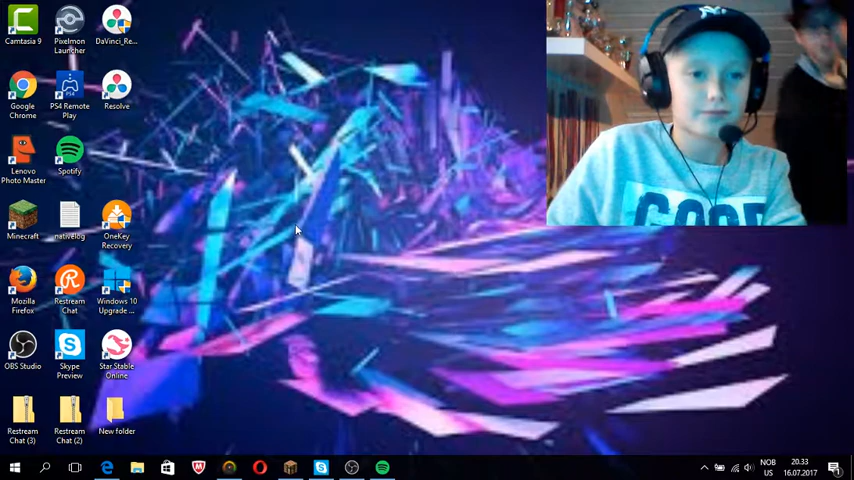 Camtasia 9
Pixelmon
Launcher
DaVinci_Re...
Google
Chrome
PS4 Remote
Play
Resolve
Lenovo
Photo Master
Spotify
Minecraft
nativelog
OneKey
Recovery
Mozilla
Firefox
Restream
Chat
Windows 10
Upgrade ...
OBS Studio
Skype
Preview
Star Stable
Online
Restream
Chat (3)
Restream
Chat (2)
New folder
NOB
US
20.33
16.07.2017